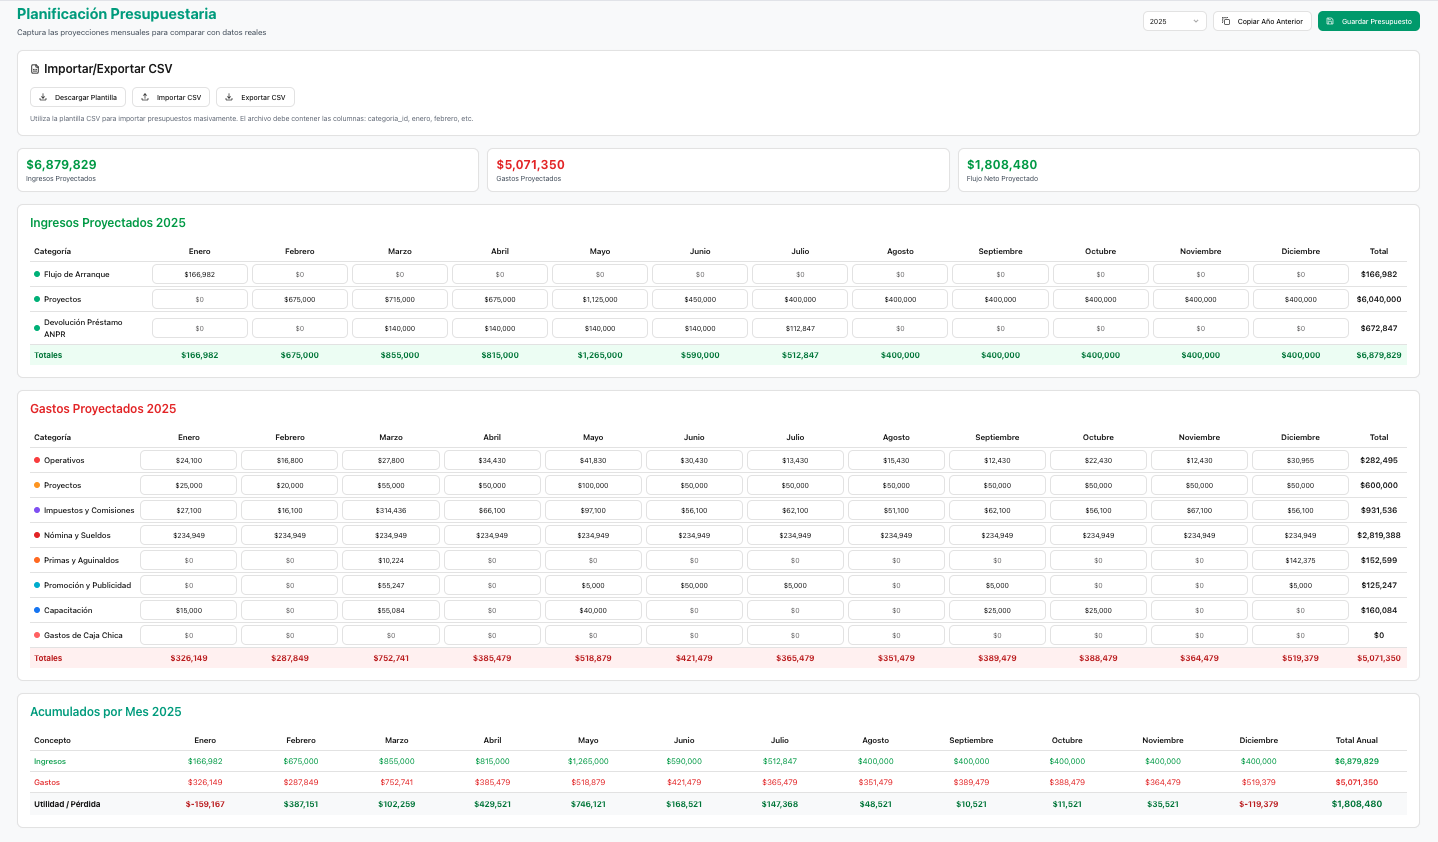 Planificación Presupuestaria
Captura las proyecciones mensuales para comparar con datos reales
2025 Copiar Año Anterior Guardar Presupuesto
Importar/Exportar CSV
Descargar Plantilla Importar CSV Exportar CSV
Utiliza la plantilla CSV para importar presupuestos masivamente. El archivo debe contener las columnas: categoria_id, enero, febrero, etc.
$6,879,829 $5,071,350 $1,808,480
Ingresos Proyectados Gastos Proyectados Flujo Neto Proyectado
Ingresos Proyectados 2025
Categoría Enero Febrero Marzo Abril Mayo Junio Julio Agosto Septiembre Octubre Noviembre Diciembre Total
Flujo de Arranque $166,982 $0 $0 $0 $0 $0 $0 $0 $0 $0 $0 $0 $166,982
Proyectos $0 $675,000 $715,000 $675,000 $1,125,000 $450,000 $400,000 $400,000 $400,000 $400,000 $400,000 $400,000 $6,040,000
Devolución Préstamo
ANPR $0 $0 $140,000 $140,000 $140,000 $140,000 $112,847 $0 $0 $0 $0 $0 $672,847
Totales $166,982 $675,000 $855,000 $815,000 $1,265,000 $590,000 $512,847 $400,000 $400,000 $400,000 $400,000 $400,000 $6,879,829
Gastos Proyectados 2025
Categoría Enero Febrero Marzo Abril Mayo Junio Julio Agosto Septiembre Octubre Noviembre Diciembre Total
Operativos $24,100 $16,800 $27,800 $34,430 $41,830 $30,430 $13,430 $15,430 $12,430 $22,430 $12,430 $30,955 $282,495
Proyectos $25,000 $20,000 $55,000 $50,000 $100,000 $50,000 $50,000 $50,000 $50,000 $50,000 $50,000 $50,000 $600,000
Impuestos y Comisiones $27,100 $16,100 $314,436 $66,100 $97,100 $56,100 $62,100 $51,100 $62,100 $56,100 $67,100 $56,100 $931,536
Nómina y Sueldos $234,949 $234,949 $234,949 $234,949 $234,949 $234,949 $234,949 $234,949 $234,949 $234,949 $234,949 $234,949 $2,819,388
Primas y Aguinaldos $0 $0 $10,224 $0 $0 $0 $0 $0 $0 $0 $0 $142,375 $152,599
Promoción y Publicidad $0 $0 $55,247 $0 $5,000 $50,000 $5,000 $0 $5,000 $0 $0 $5,000 $125,247
Capacitación $15,000 $0 $55,084 $0 $40,000 $0 $0 $0 $25,000 $25,000 $0 $0 $160,084
Gastos de Caja Chica $0 $0 $0 $0 $0 $0 $0 $0 $0 $0 $0 $0 $0
Totales $326,149 $287,849 $752,741 $385,479 $518,879 $421,479 $365,479 $351,479 $389,479 $388,479 $364,479 $519,379 $5,071,350
Acumulados por Mes 2025
Concepto Enero Febrero Marzo Abril Mayo Junio Julio Agosto Septiembre Octubre Noviembre Diciembre Total Anual
Ingresos $166,982 $675,000 $855,000 $815,000 $1,265,000 $590,000 $512,847 $400,000 $400,000 $400,000 $400,000 $400,000 $6,879,829
Gastos $326,149 $287,849 $752,741 $385,479 $518,879 $421,479 $365,479 $351,479 $389,479 $388,479 $364,479 $519,379 $5,071,350
Utilidad / Pérdida $-159,167 $387,151 $102,259 $429,521 $746,121 $168,521 $147,368 $48,521 $10,521 $11,521 $35,521 $-119,379 $1,808,480